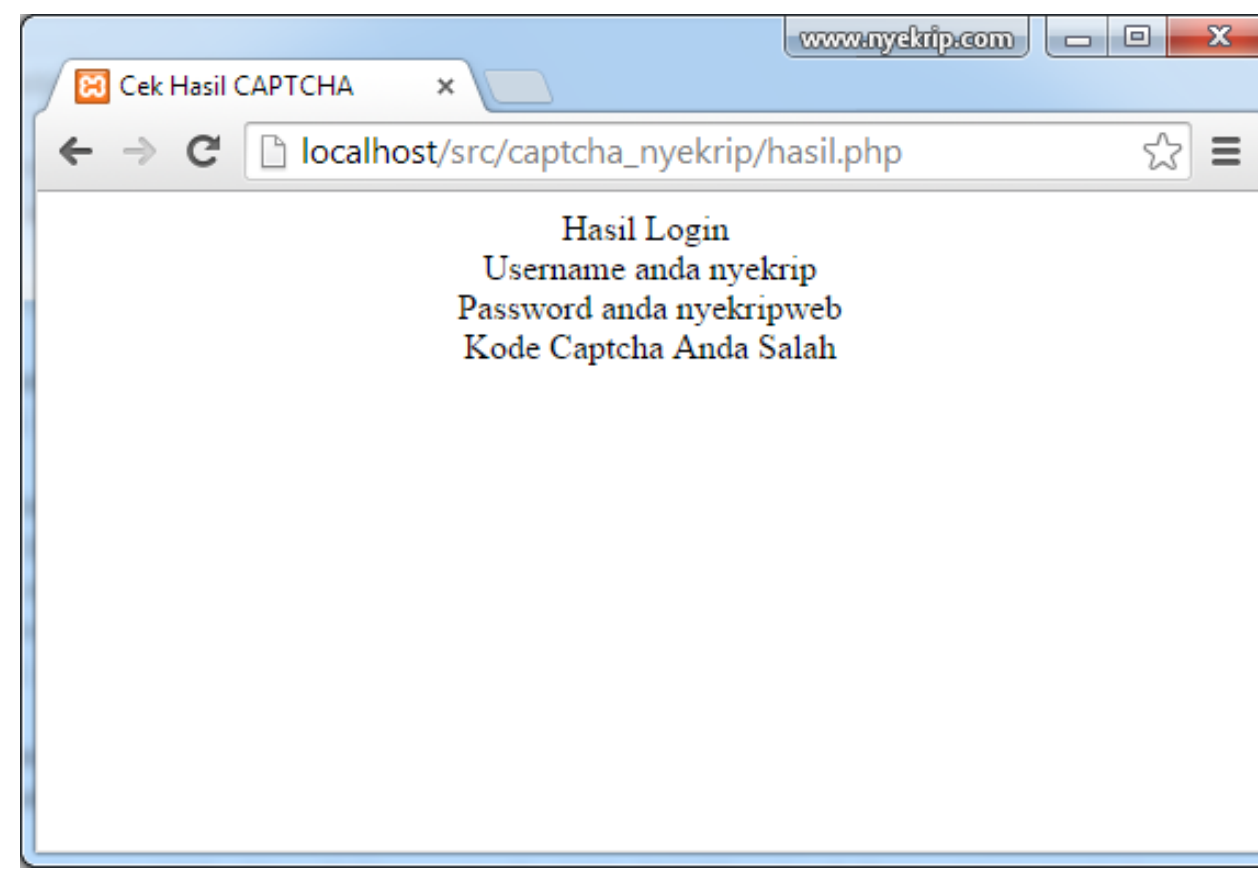 www.nyekrip.com
Cek Hasil CAPTCHA
localhost/src/captcha_nyekrip/hasil.php
Hasil Login
Username anda nyekrip
Password anda nyekripweb
Kode Captcha Anda Salah